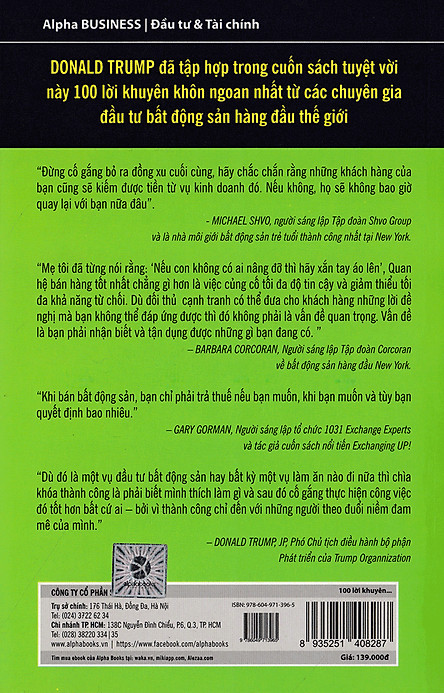 Alpha BUSINESS | Đầu tư & Tài chính
DONALD TRUMP đã tập hợp trong cuốn sách tuyệt vời
này 100 lời khuyên khôn ngoan nhất từ các chuyên gia
đầu tư bất động sản hàng đầu thế giới
“Đừng cố gắng bỏ ra đồng xu cuối cùng, hãy chắc chắn rằng những khách hàng của
bạn cũng sẽ kiếm được tiền từ vụ kinh doanh đó. Nếu không, họ sẽ không bao giờ
quay lại với bạn nữa đâu”.
- MICHAEL SHVO, người sáng lập Tập đoàn Shvo Group
và là nhà môi giới bất động sản trẻ tuổi thành công nhất tại New York.
“Mẹ tôi đã từng nói rằng: ‘Nếu con không có ai nâng đỡ thì hãy xắn tay áo lên’, Quan
hệ bán hàng tốt nhất chẳng gì hơn là việc củng cố tối đa độ tin cậy và giảm thiểu tối
đa khả năng từ chối. Dù đối thủ cạnh tranh có thể đưa cho khách hàng những lời đề
nghị mà bạn không thể đáp ứng được thì đó không phải là vấn đề quan trọng. Vấn đề
là bạn phải nhận biết và tận dụng được những gì bạn đang có. ”
– BARBARA CORCORAN, Người sáng lập Tập đoàn Corcoran
về bất động sản hàng đầu New York.
“Khi bán bất động sản, bạn chỉ phải trả thuế nếu bạn muốn, khi bạn muốn và tùy bạn
quyết định bao nhiêu.”
– GARY GORMAN, Người sáng lập tổ chức 1031 Exchange Experts
và tác giả cuốn sách nổi tiến Exchanging UP!
“Dù đó là một vụ đầu tư bất động sản hay bất kỳ một vụ làm ăn nào đi nữa thì chìa
khóa thành công là phải biết mình thích làm gì và sau đó cố gắng thực hiện công việc
đó tốt hơn bất cứ ai – bởi vì thành công chỉ đến với những người theo đuổi niềm đam
mê của mình.”
– DONALD TRUMP, JP, Phó Chủ tịch điều hành bộ phận
Phát triển của Trump Organnization
alphabooks
CÔNG TY CỔ PHẦN S
100 lời khuyên...
Trụ sở chính: 176 Thái Hà, Đống Đa, Hà Nội
Tel: (024) 3722 62 34
Chi nhánh TP. HCM: 138C Nguyễn Đình Chiểu, P.6, Q.3, TP. HCM
Tel: (028) 38220 334 | 35
www.alphabooks.vn | https://www.facebook.com/alphabooks
Tìm mua ebook của Alpha Books tại: waka.vn, mikiapp.com, Alezaa.com
ISBN: 978-604-971-396-5
9786049713965
8 935251 408287
Giá: 139.000đ